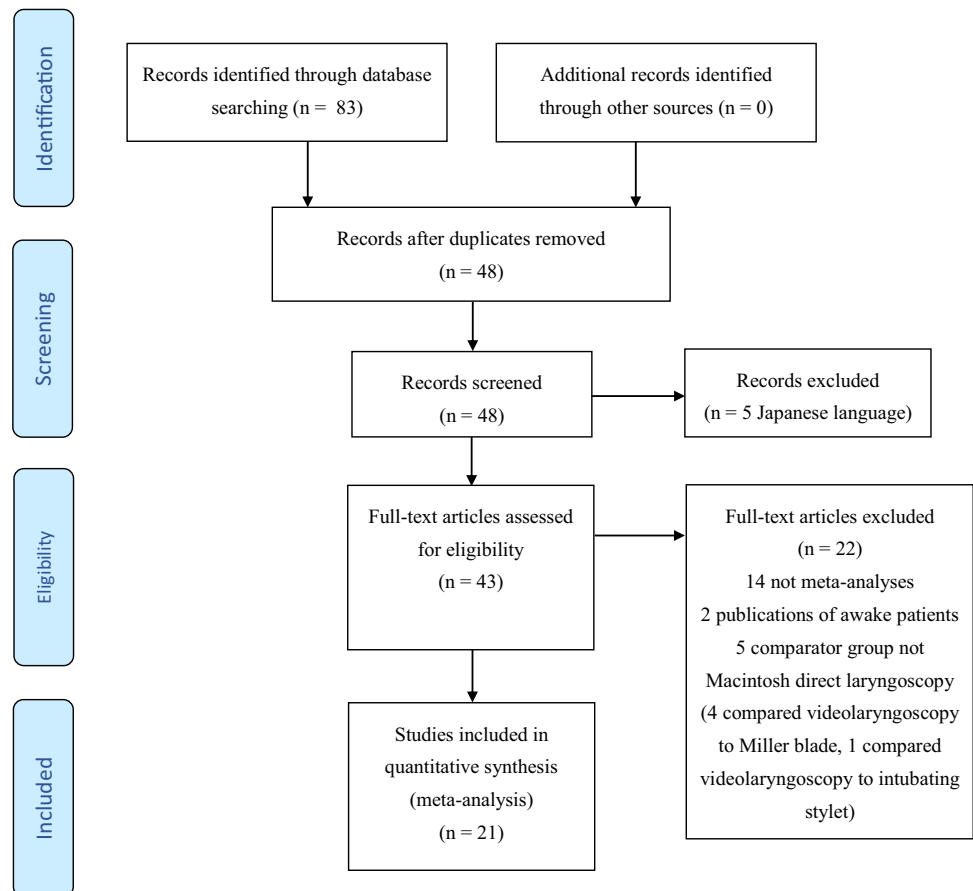 Identification
Records identified through database
searching (n = 83)
Additional records identified
through other sources (n = 0)
Records after duplicates removed
(n = 48)
Screening
Records screened
(n = 48)
Records excluded
(n = 5 Japanese language)
Eligibility
Full-text articles assessed
for eligibility
(n = 43)
Full-text articles excluded
(n = 22)
14 not meta-analyses
2 publications of awake patients
5 comparator group not
Macintosh direct laryngoscopy
(4 compared videolaryngoscopy
to Miller blade, 1 compared
videolaryngoscopy to intubating
stylet)
Included
Studies included in
quantitative synthesis
(meta-analysis)
(n = 21)